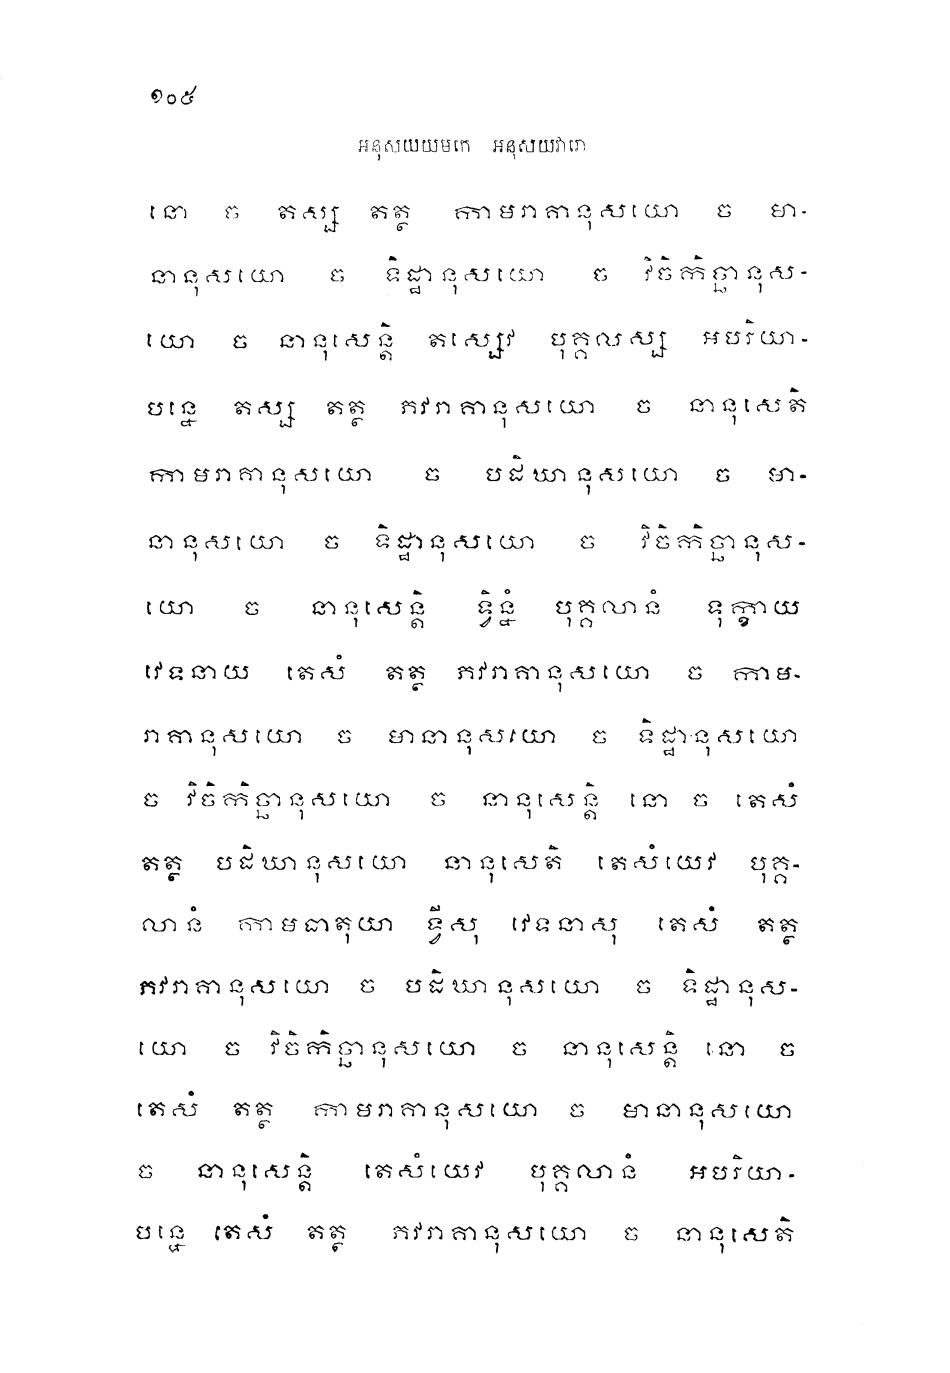 ១០៥
អនុសយយមកេ អនុសយវារោ
នោ ច តស្ស តត្ថ កាមរាគានុសយោ ច មា-
នានុសយោ ច ទិដ្ឋានុសយោ ច វិចិកិច្ឆានុស-
យោ ច នានុសេន្តិ តស្សេវ បុគ្គលស្ស អបរិយា-
បន្នេ តស្ស តត្ថ ភវរាគានុសយោ ច នានុសេតិ
កាមរាគានុសយោ ច បដិឃានុសយោ ច មា-
នានុសយោ ច ទិដ្ឋានុសយោ ច វិចិកិច្ឆានុស-
យោ ច នានុសេន្តិ ទ្វិន្នំ បុគ្គលានំ ទុក្ខាយ
វេទនាយ តេសំ តត្ថ ភវរាគានុសយោ ច កាម-
រាគានុសយោ ច មានានុសយោ ច ទិដ្ឋានុសយោ
ច វិចិកិច្ឆានុសយោ ច នានុសេន្តិ នោ ច តេសំ
តត្ថ បដិឃានុសយោ នានុសេតិ តេសំយេវ បុគ្គ-
លានំ កាមធាតុយា ទ្វីសុ វេទនាសុ តេសំ តត្ថ
ភវរាគានុសយោ ច បដិឃានុសយោ ច ទិដ្ឋានុស-
យោ ច វិចិកិច្ឆានុសយោ ច នានុសេន្តិ នោ ច
តេសំ តត្ថ កាមរាគានុសយោ ច មានានុសយោ
ច នានុសេន្តិ តេសំយេវ បុគ្គលានំ អបរិយា-
បន្នេ តេសំ តត្ថ ភវរាគានុសយោ ច នានុសេតិ